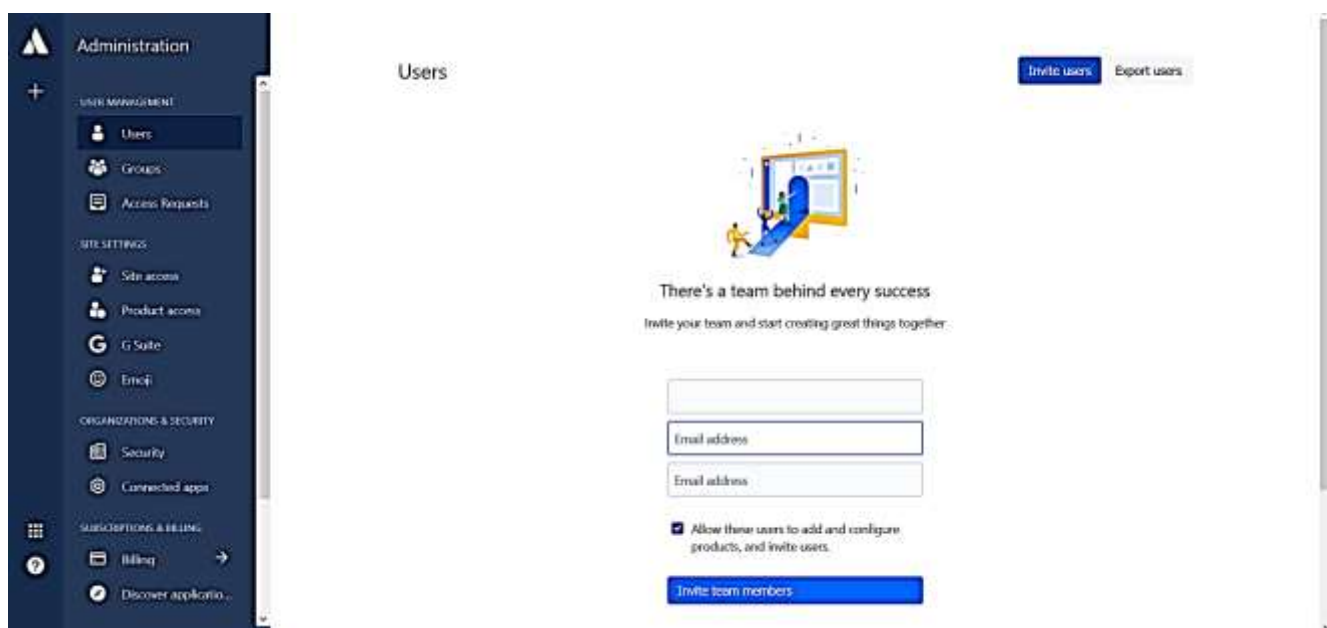 Administration
USER MANAGEMENT
Users
Groups
Access Requests
SITE SETTINGS
Site access
Product access
G Suite
Emoji
ORGANIZATIONS & SECURITY
Security
Connected apps
SUBSCRIPTIONS & BILLING
Billing
Discover applicatio...
Users
Invite users
Export users
There's a team behind every success
Invite your team and start creating great things together
Email address
Email address
Allow these users to add and configure
products, and invite users.
Invite team members